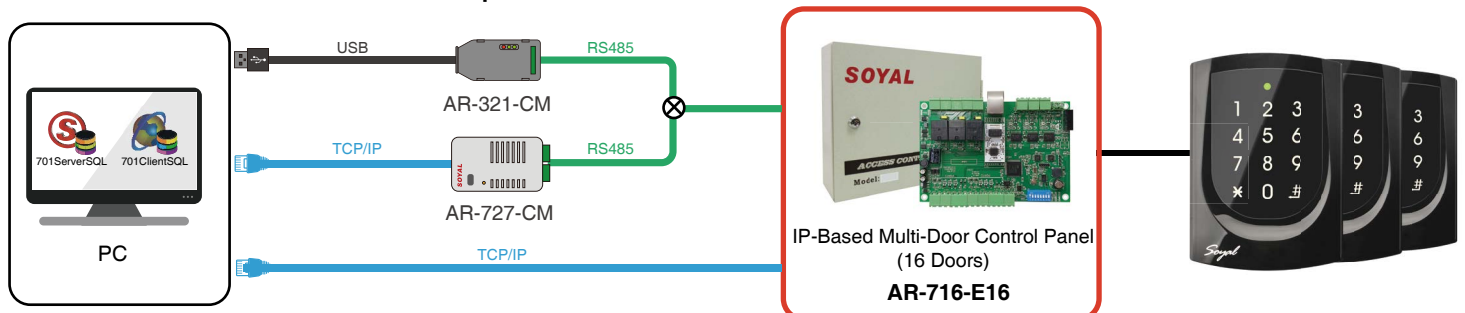 USB
RS485
AR-321-CM
701ServerSQL
701ClientSQL
TCP/IP
SOYAL
RS485
AR-727-CM
PC
TCP/IP
SOYAL
ACCESS CONT
Model:
IP-Based Multi-Door Control Panel
(16 Doors)
AR-716-E16
1 2 3
4 5 6
7 8 9
* 0 #
Soyal
3
6
9
#
3
6
9
#